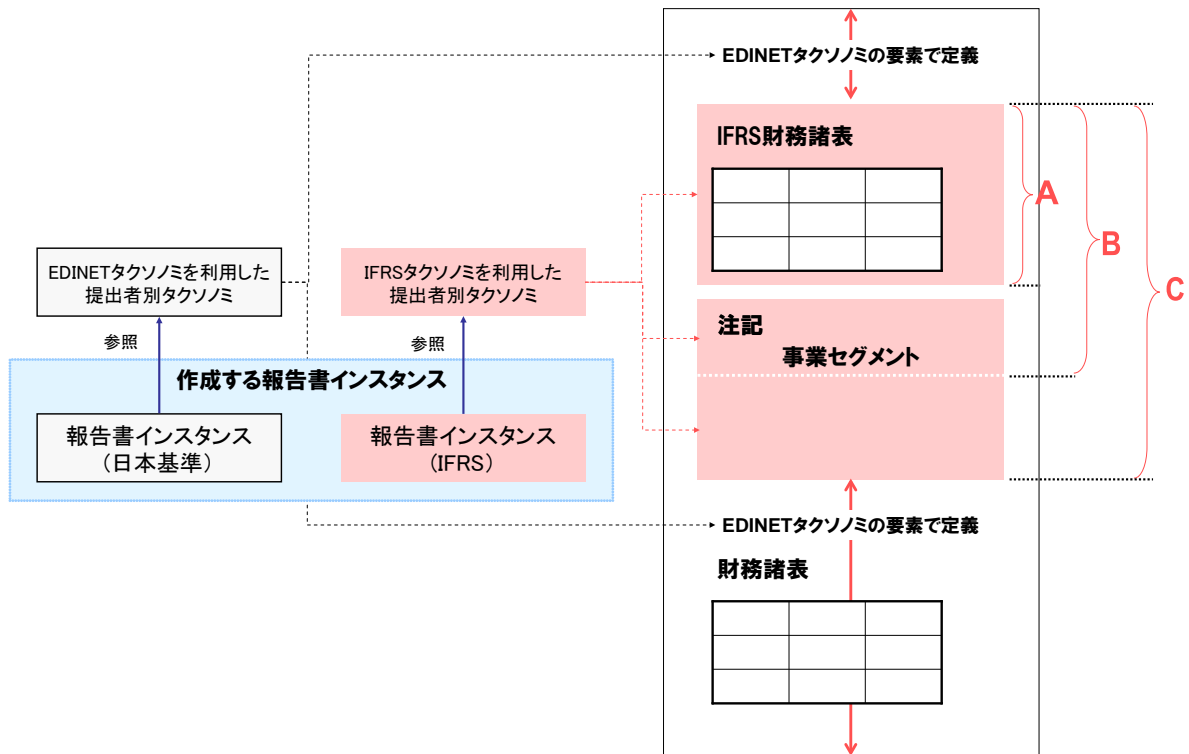 EDINETタクソノミの要素で定義
IFRS財務諸表
A
B
C
EDINETタクソノミを利用した
提出者別タクソノミ
IFRSタクソノミを利用した
提出者別タクソノミ
注記
事業セグメント
参照
参照
作成する報告書インスタンス
報告書インスタンス
（日本基準）
報告書インスタンス
(IFRS)
EDINETタクソノミの要素で定義
財務諸表